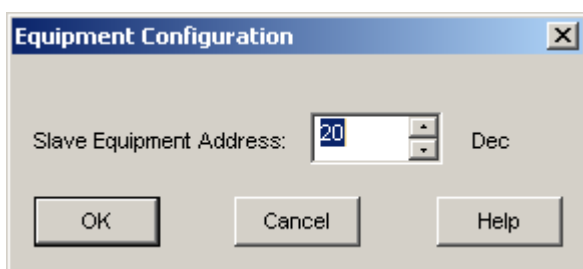 Equipment Configuration
Slave Equipment Address: 20 Dec
OK Cancel Help